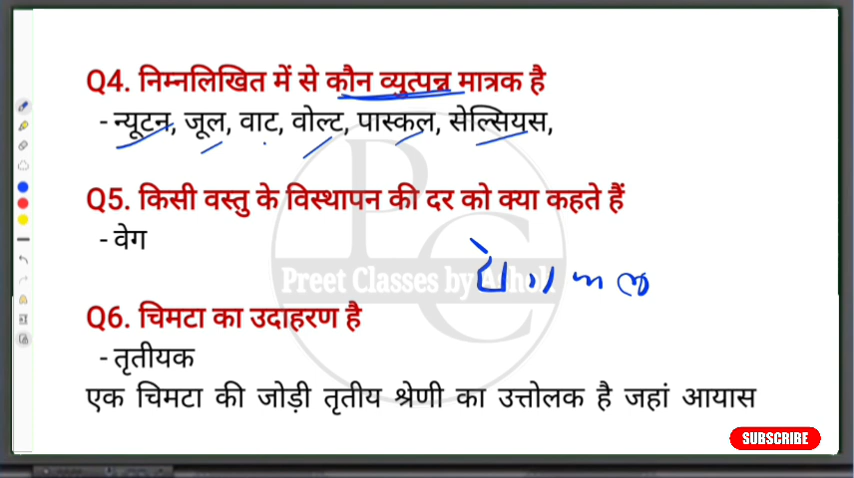 Q4. निम्नलिखित में से कौन व्युत्पन्न मात्रक है
- न्यूटन, जूल, वाट, वोल्ट, पास्कल, सेल्सियस,
Q5. किसी वस्तु के विस्थापन की दर को क्या कहते हैं
- वेग
Preet Classes by Ashok
Q6. चिमटा का उदाहरण है
- तृतीयक
एक चिमटा की जोड़ी तृतीय श्रेणी का उत्तोलक है जहां आयास
SUBSCRIBE